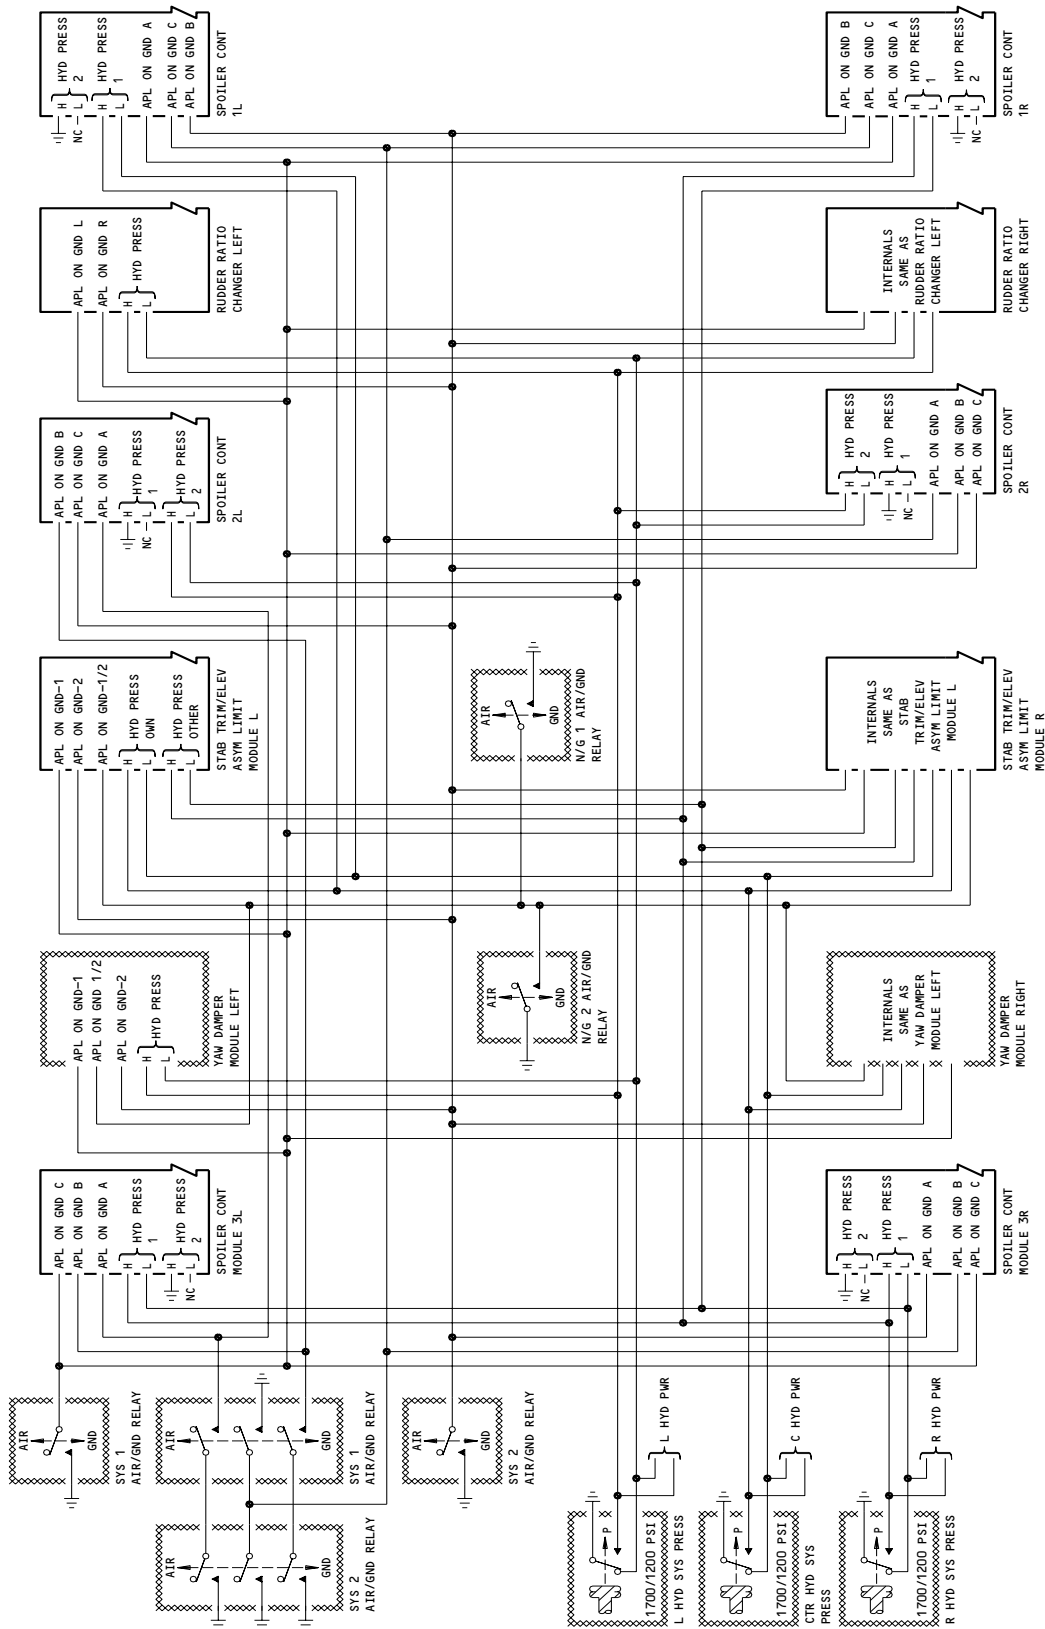 HYD PRESS
2
H
L
NC
HYD PRESS
1
H
L
APL ON GND A
APL ON GND C
APL ON GND B
SPOILER CONT
1L
APL ON GND B
APL ON GND C
APL ON GND A
HYD PRESS
1
H
L
HYD PRESS
2
H
L
NC
SPOILER CONT
1R
APL ON GND L
APL ON GND R
HYD PRESS
H
L
RUDDER RATIO
CHANGER LEFT
INTERNALS
SAME AS
RUDDER RATIO
CHANGER LEFT
RUDDER RATIO
CHANGER RIGHT
APL ON GND B
APL ON GND C
APL ON GND A
HYD PRESS
1
H
L
NC
HYD PRESS
2
H
L
SPOILER CONT
2L
HYD PRESS
2
H
L
HYD PRESS
1
H
L
NC
APL ON GND A
APL ON GND B
APL ON GND C
SPOILER CONT
2R
APL ON GND-1
APL ON GND-2
APL ON GND-1/2
HYD PRESS
OWN
H
L
HYD PRESS
OTHER
H
L
STAB TRIM/ELEV
ASYM LIMIT
MODULE L
AIR
GND
N/G 1 AIR/GND
RELAY
INTERNALS
SAME AS
STAB
TRIM/ELEV
ASYM LIMIT
MODULE L
STAB TRIM/ELEV
ASYM LIMIT
MODULE R
APL ON GND-1
APL ON GND 1/2
APL ON GND-2
HYD PRESS
H
L
YAW DAMPER
MODULE LEFT
AIR
GND
N/G 2 AIR/GND
RELAY
INTERNALS
SAME AS
YAW DAMPER
MODULE LEFT
YAW DAMPER
MODULE RIGHT
APL ON GND C
APL ON GND B
APL ON GND A
HYD PRESS
1
H
L
HYD PRESS
2
H
L
NC
SPOILER CONT
MODULE 3L
HYD PRESS
2
H
L
NC
HYD PRESS
1
H
L
APL ON GND A
APL ON GND B
APL ON GND C
SPOILER CONT
MODULE 3R
AIR
GND
SYS 1
AIR/GND RELAY
AIR
GND
SYS 1
AIR/GND RELAY
AIR
GND
SYS 2
AIR/GND RELAY
AIR
GND
SYS 2
AIR/GND RELAY
L HYD PWR
P
1700/1200 PSI
L HYD SYS PRESS
C HYD PWR
P
1700/1200 PSI
CTR HYD SYS
PRESS
R HYD PWR
P
1700/1200 PSI
R HYD SYS PRESS